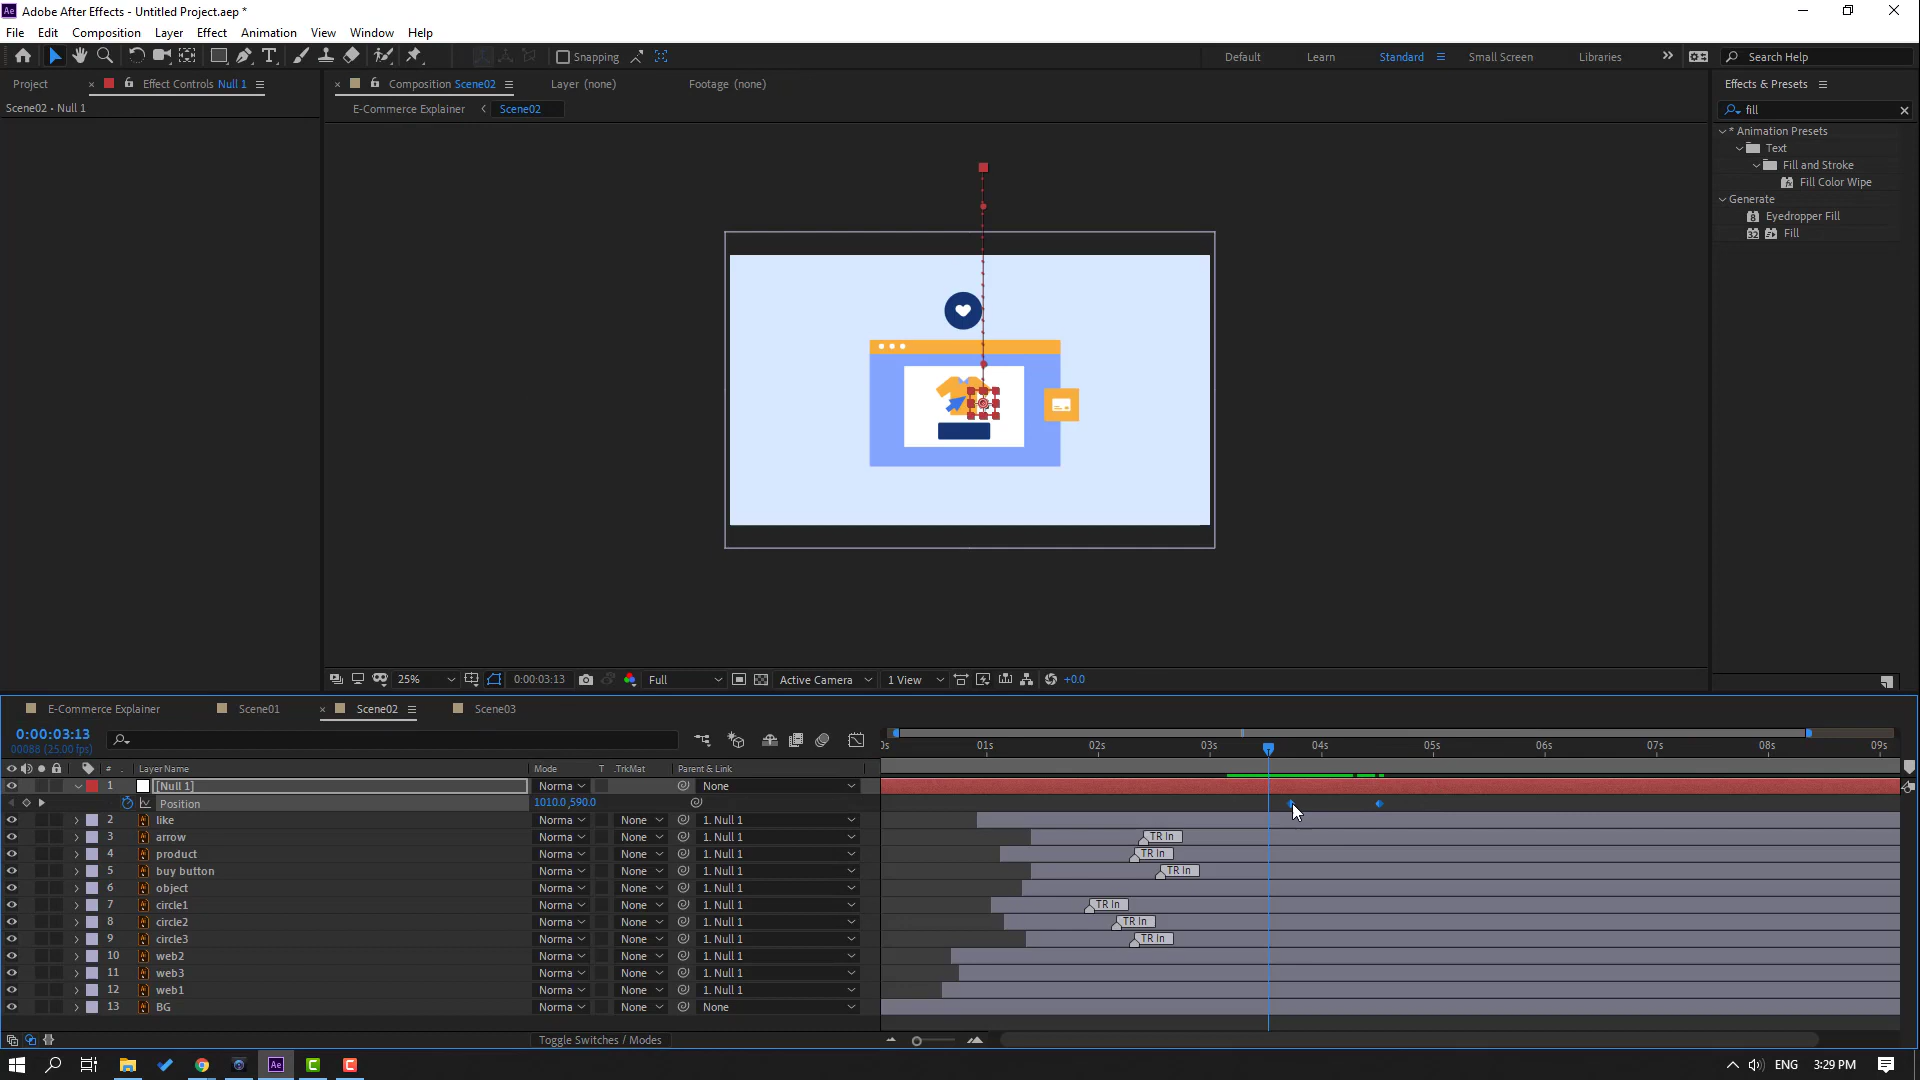 Adobe After Effects - Untitled Project.aep *
File Edit Composition Layer Effect Animation View Window Help
Snapping
Default Learn Standard Small Screen Libraries
Search Help
Project
Effect Controls Null 1
Composition Scene02
Layer (none)
Footage (none)
Effects & Presets
Scene02 • Null 1
E-Commerce Explainer Scene02
fill
* Animation Presets
Text
Fill and Stroke
Fill Color Wipe
Generate
Eyedropper Fill
Fill
25% 0:00:03:13 Full Active Camera 1 View +0.0
E-Commerce Explainer Scene01 Scene02 Scene03
0:00:03:13
00088 (25.00 fps)
0s 01s 02s 03s 04s 05s 06s 07s 08s 09s
# Layer Name Mode T .TrkMat Parent & Link
1 [Null 1] Norma None
Position 1010.0,590.0
2 like Norma None 1. Null 1
3 arrow Norma None 1. Null 1 TR In
4 product Norma None 1. Null 1 TR In
5 buy button Norma None 1. Null 1 TR In
6 object Norma None 1. Null 1
7 circle1 Norma None 1. Null 1 TR In
8 circle2 Norma None 1. Null 1 TR In
9 circle3 Norma None 1. Null 1 TR In
10 web2 Norma None 1. Null 1
11 web3 Norma None 1. Null 1
12 web1 Norma None 1. Null 1
13 BG Norma None None
Toggle Switches / Modes
ENG 3:29 PM